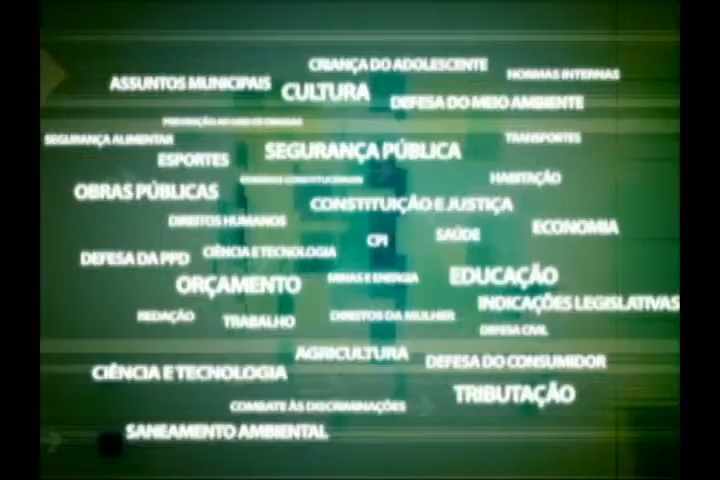 CRIANÇA DO ADOLESCENTE
NORMAS INTERNAS
ASSUNTOS MUNICIPAIS
CULTURA
DEFESA DO MEIO AMBIENTE
SEGURANÇA ALIMENTAR
TRANSPORTES
ESPORTES
SEGURANÇA PÚBLICA
HABITAÇÃO
OBRAS PÚBLICAS
CONSTITUIÇÃO E JUSTIÇA
DIREITOS HUMANOS
ECONOMIA
CPI
SAÚDE
DEFESA DA PPD
CIÊNCIA E TECNOLOGIA
ORÇAMENTO
MINAS E ENERGIA
EDUCAÇÃO
INDICAÇÕES LEGISLATIVAS
REDAÇÃO
TRABALHO
DIREITOS DA MULHER
DEFESA CIVIL
AGRICULTURA
DEFESA DO CONSUMIDOR
CIÊNCIA E TECNOLOGIA
TRIBUTAÇÃO
COMBATE ÀS DISCRIMINAÇÕES
SANEAMENTO AMBIENTAL